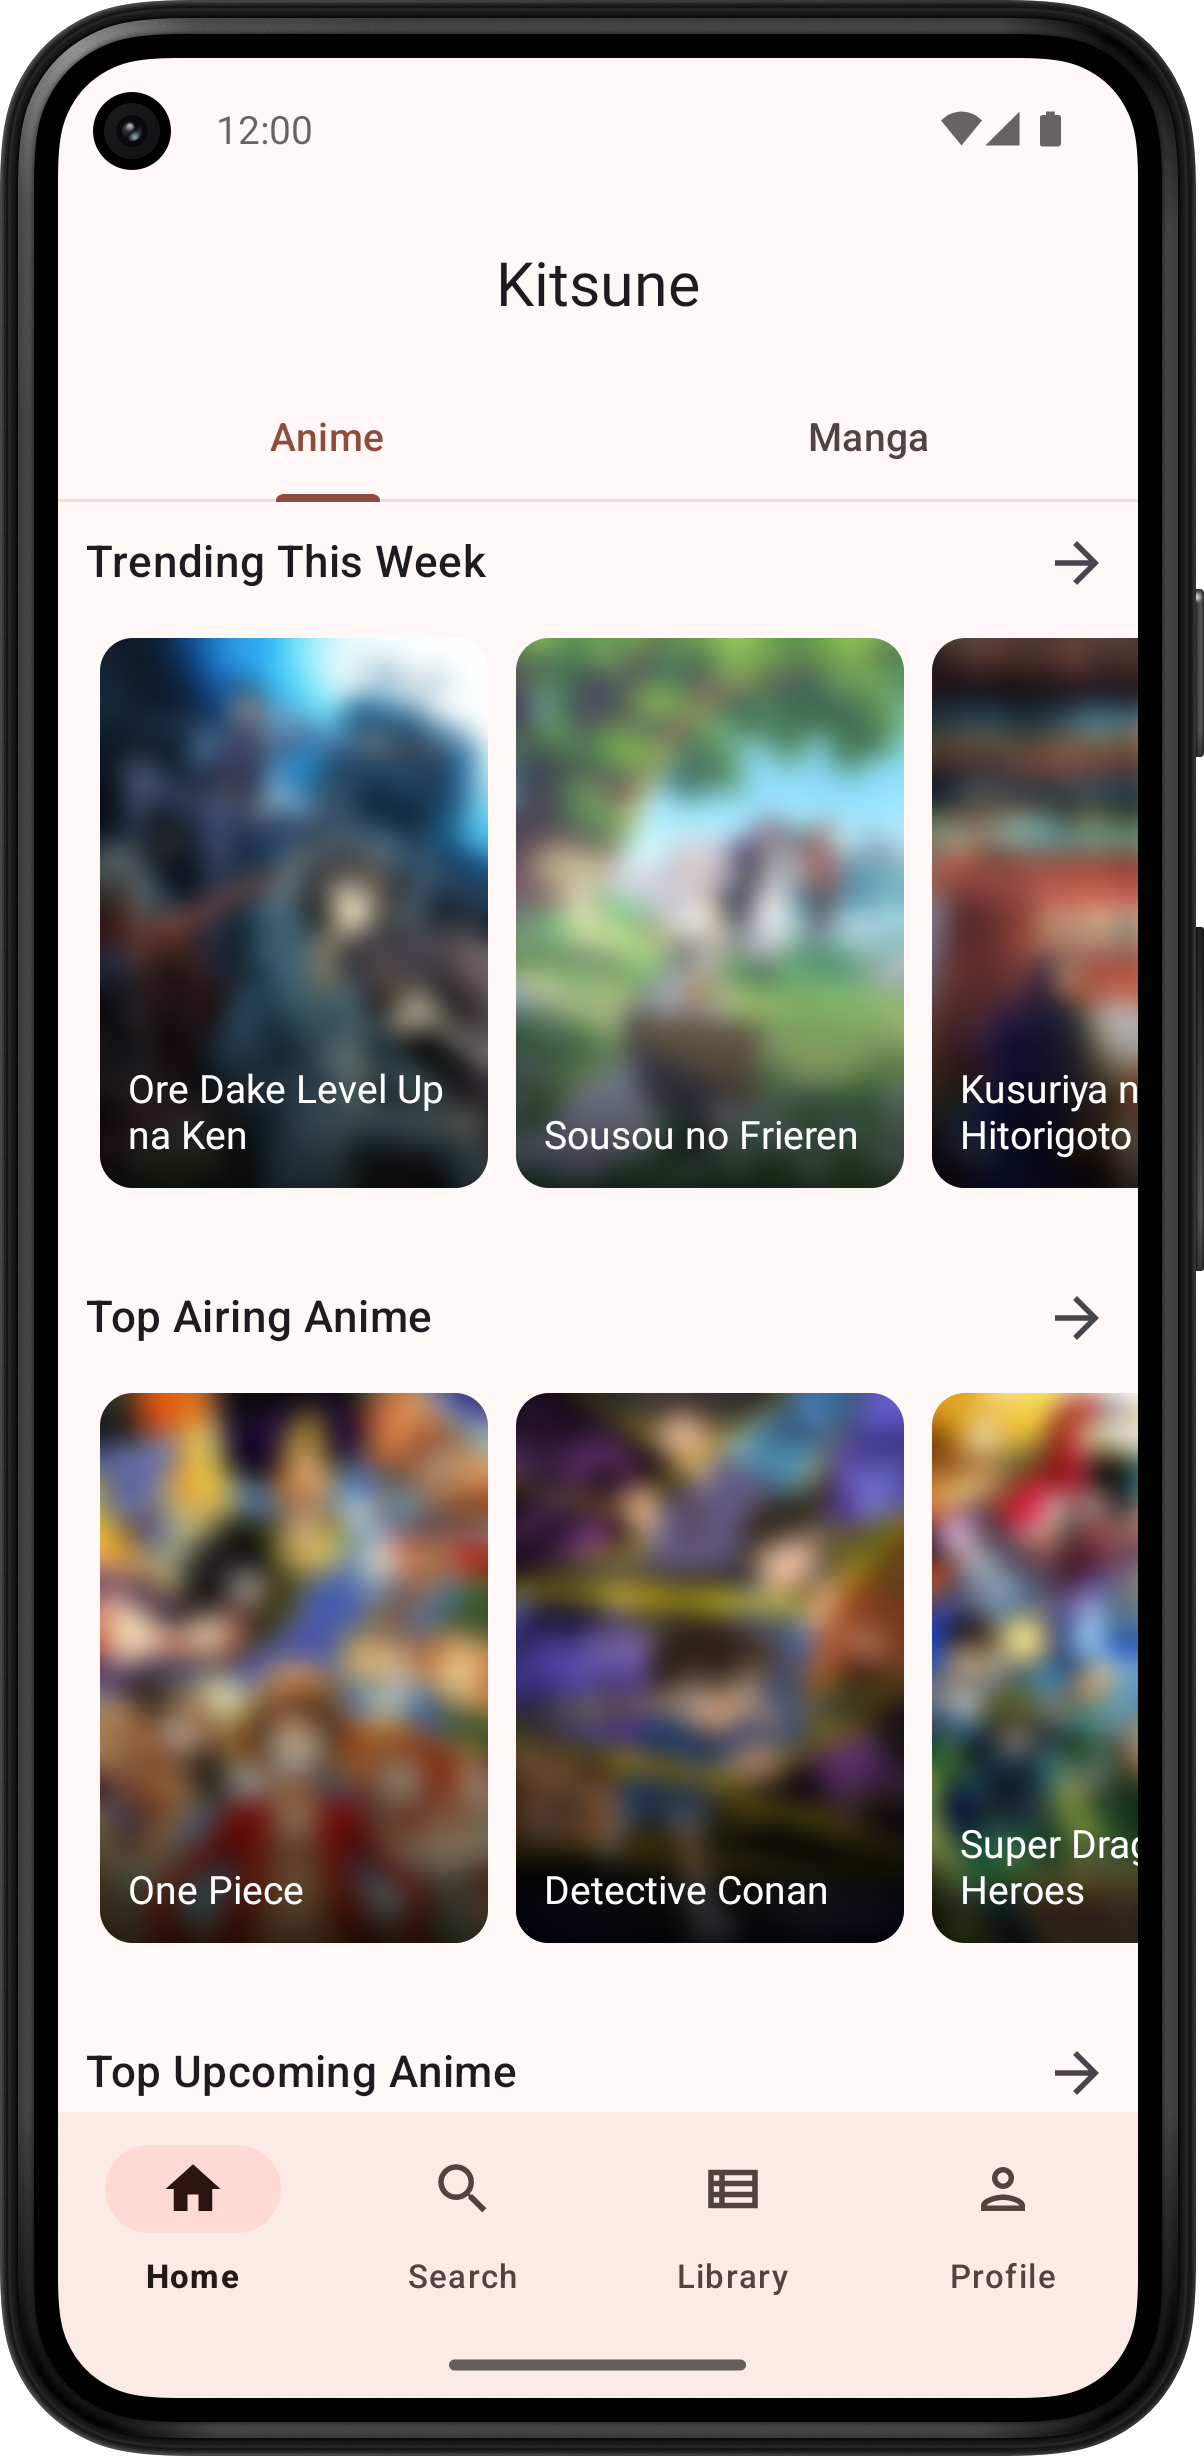 12:00
Kitsune
Anime
Manga
Trending This Week
Ore Dake Level Up
na Ken
Sousou no Frieren
Kusuriya n
Hitorigoto
Top Airing Anime
One Piece
Detective Conan
Super Drag
Heroes
Top Upcoming Anime
Home
Search
Library
Profile